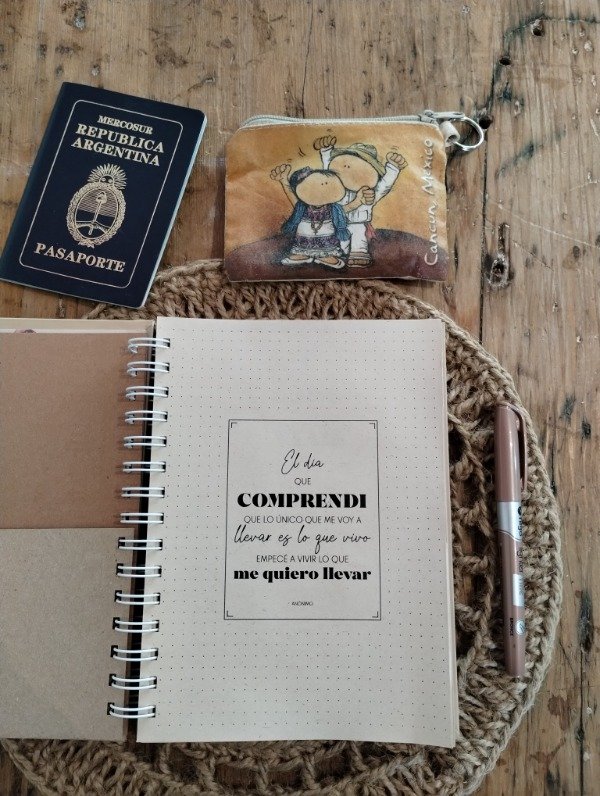 MERCOSUR
REPUBLICA
ARGENTINA
PASAPORTE
Cancun, Mexico
El día
QUE
COMPRENDI
QUE LO ÚNICO QUE ME VOY A
llevar es lo que vivo
EMPECÉ A VIVIR LO QUE
me quiero llevar
- ANÓNIMO